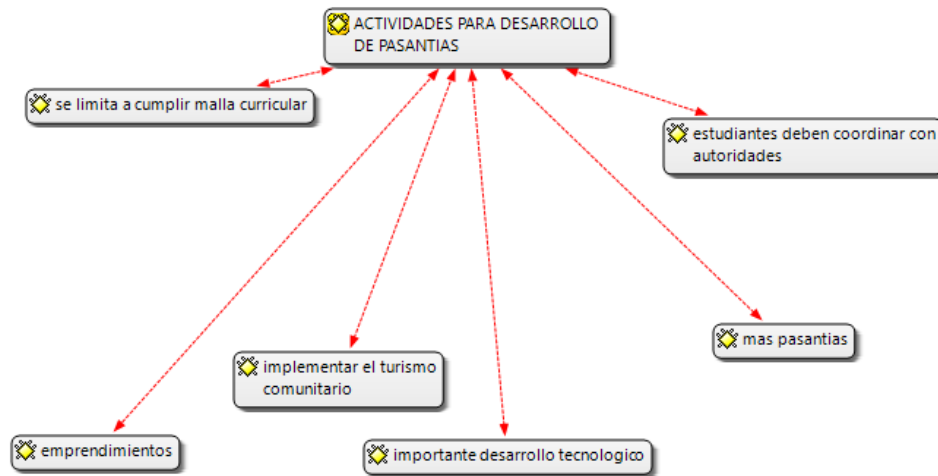 ACTIVIDADES PARA DESARROLLO
DE PASANTIAS
se limita a cumplir malla curricular
estudiantes deben coordinar con
autoridades
mas pasantias
implementar el turismo
comunitario
emprendimientos
importante desarrollo tecnologico